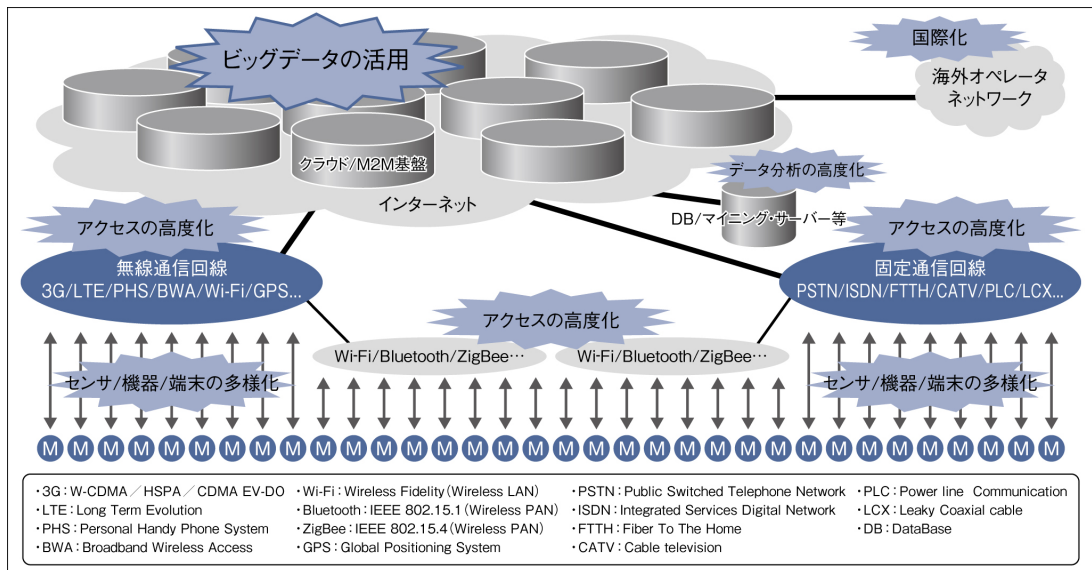 ビッグデータの活用
国際化
海外オペレータ
ネットワーク
クラウド/M2M基盤
インターネット
データ分析の高度化
DB/マイニング・サーバー等
アクセスの高度化
無線通信回線
3G/LTE/PHS/BWA/Wi-Fi/GPS...
アクセスの高度化
固定通信回線
PSTN/ISDN/FTTH/CATV/PLC/LCX...
アクセスの高度化
Wi-Fi/Bluetooth/ZigBee…
Wi-Fi/Bluetooth/ZigBee…
センサ/機器/端末の多様化
センサ/機器/端末の多様化
M M M M M M M M M M M M M M M M M M M M M M M M M M M M M M M M M M
・3G：W-CDMA／HSPA／CDMA EV-DO
・LTE：Long Term Evolution
・PHS：Personal Handy Phone System
・BWA：Broadband Wireless Access
・Wi-Fi：Wireless Fidelity(Wireless LAN)
・Bluetooth：IEEE 802.15.1(Wireless PAN)
・ZigBee：IEEE 802.15.4(Wireless PAN)
・GPS：Global Positioning System
・PSTN：Public Switched Telephone Network
・ISDN：Integrated Services Digital Network
・FTTH：Fiber To The Home
・CATV：Cable television
・PLC：Power line Communication
・LCX：Leaky Coaxial cable
・DB：DataBase